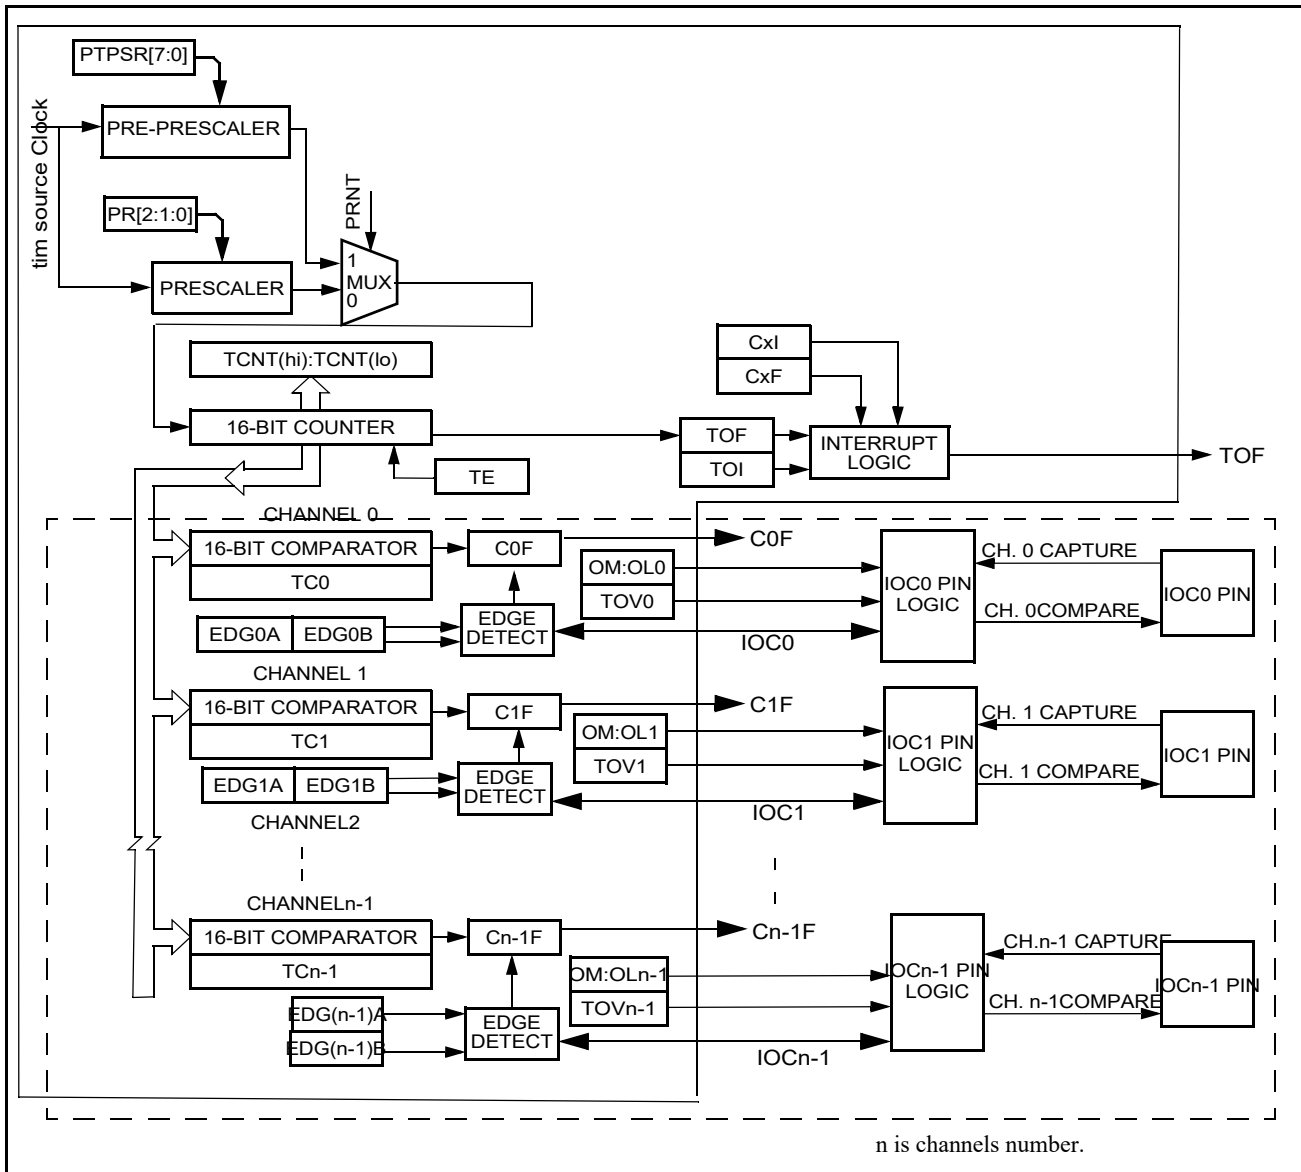 PTPSR[7:0]
tim source Clock
PRE-PRESCALER
PR[2:1:0]
PRNT
PRESCALER
1
MUX
0
TCNT(hi):TCNT(lo)
CxI
CxF
16-BIT COUNTER
TOF
TOI
INTERRUPT
LOGIC
TOF
TE
CHANNEL 0
16-BIT COMPARATOR
TC0
C0F
C0F
OM:OL0
TOV0
IOC0 PIN
LOGIC
CH. 0 CAPTURE
CH. 0COMPARE
IOC0 PIN
EDG0A
EDG0B
EDGE
DETECT
IOC0
CHANNEL 1
16-BIT COMPARATOR
TC1
C1F
C1F
OM:OL1
TOV1
IOC1 PIN
LOGIC
CH. 1 CAPTURE
CH. 1 COMPARE
IOC1 PIN
EDG1A
EDG1B
EDGE
DETECT
IOC1
CHANNEL2
CHANNELn-1
16-BIT COMPARATOR
TCn-1
Cn-1F
Cn-1F
OM:OLn-1
TOVn-1
IOCn-1 PIN
LOGIC
CH.n-1 CAPTURE
CH. n-1COMPARE
IOCn-1 PIN
EDG(n-1)A
EDG(n-1)B
EDGE
DETECT
IOCn-1
n is channels number.